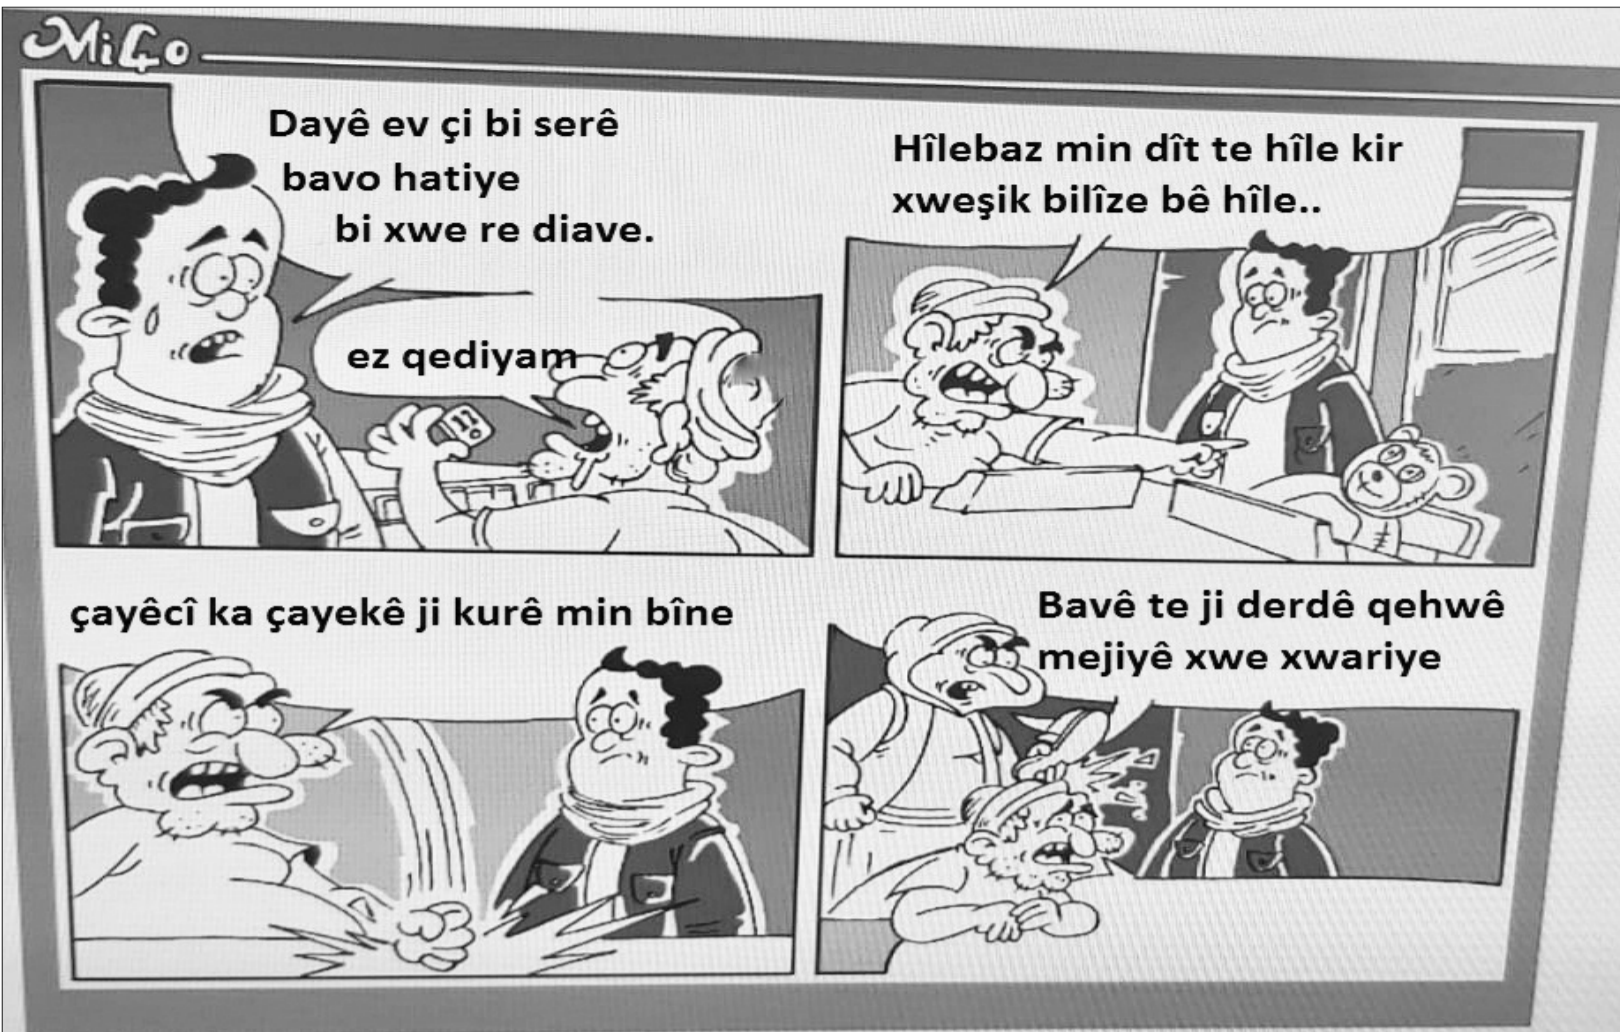 Milo
Dayê ev çi bi serê
bavo hatiye
bi xwe re diave.
ez qediyam
Hîlebaz min dît te hîle kir
xweşik bilîze bê hîle..
çayêcî ka çayekê ji kurê min bîne
Bavê te ji derdê qehwê
mejiyê xwe xwariye